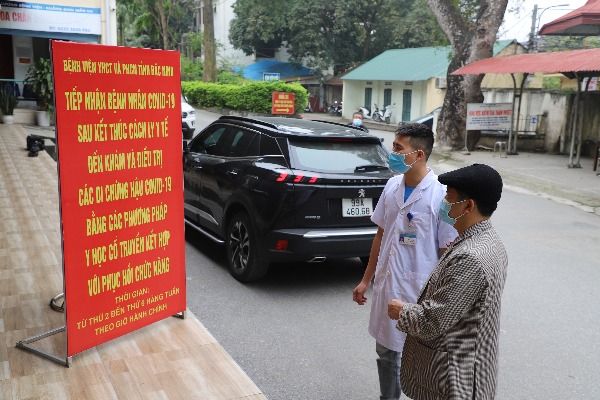 BỆNH VIỆN YHCT VÀ PHCN TỈNH BẮC NINH
TIẾP NHẬN BỆNH NHÂN COVID-19
SAU KẾT THÚC CÁCH LY Y TẾ
ĐẾN KHÁM VÀ ĐIỀU TRỊ
CÁC DI CHỨNG HẬU COVID-19
BẰNG CÁC PHƯƠNG PHÁP
Y HỌC CỔ TRUYỀN KẾT HỢP
VỚI PHỤC HỒI CHỨC NĂNG
THỜI GIAN:
TỪ THỨ 2 ĐẾN THỨ 6 HÀNG TUẦN
THEO GIỜ HÀNH CHÍNH
99A
460.68
PEUGEOT